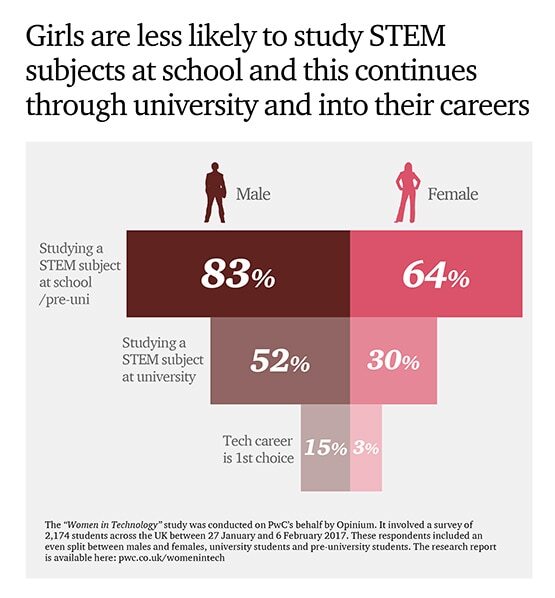 Girls are less likely to study STEM
subjects at school and this continues
through university and into their careers
Male
Female
Studying a
STEM subject
at school
/pre-uni
83%
64%
Studying a
STEM subject
at university
52%
30%
Tech career
is 1st choice
15%
3%
The “Women in Technology” study was conducted on PwC’s behalf by Opinium. It involved a survey of
2,174 students across the UK between 27 January and 6 February 2017. These respondents included an
even split between males and females, university students and pre-university students. The research report
is available here: pwc.co.uk/womenintech